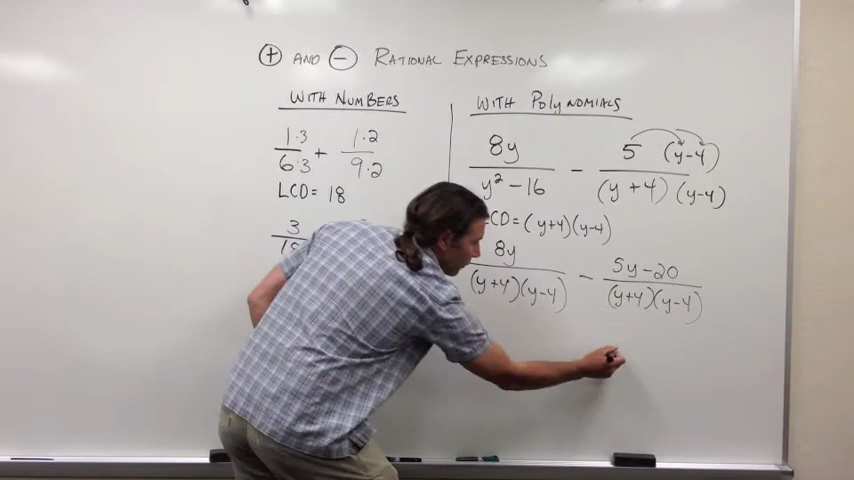 (+) AND (-) RATIONAL EXPRESSIONS
WITH NUMBERS
1·3/6·3 + 1·2/9·2
LCD = 18
3/18
WITH POLYNOMIALS
8y/y² - 16 - 5 (y-4)/(y+4)(y-4)
CD = (y+4)(y-4)
8y/(y+4)(y-4) - 5y-20/(y+4)(y-4)